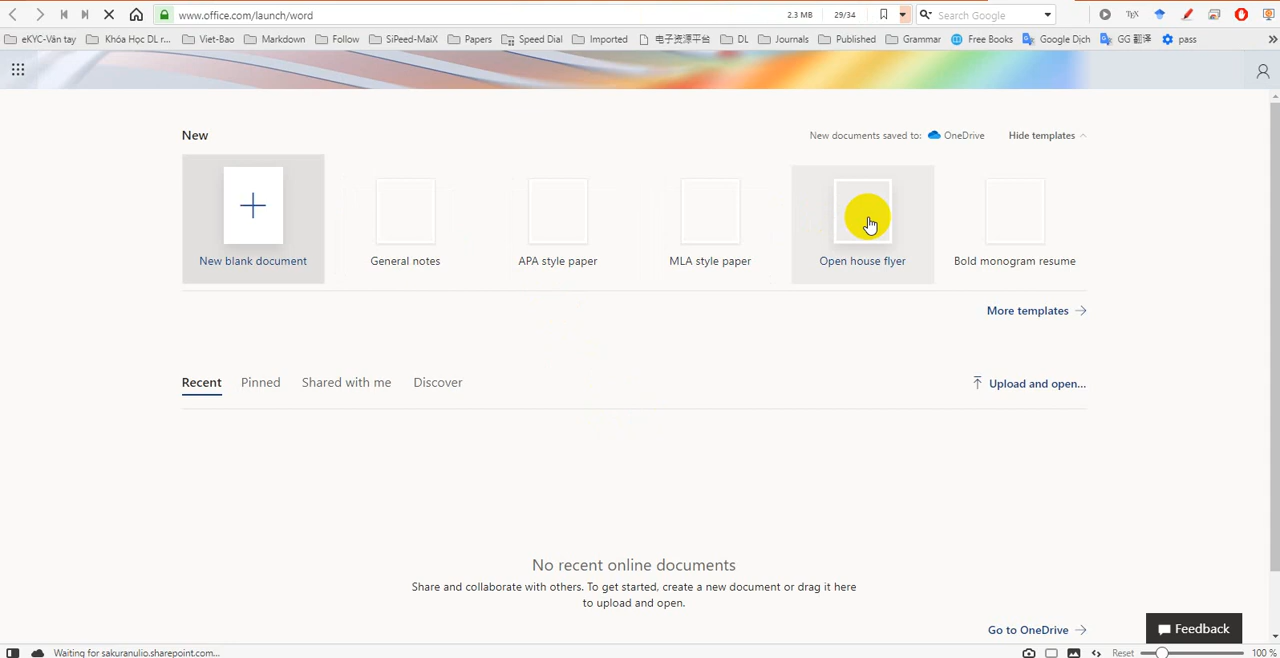 www.office.com/launch/word
2.3 MB
29/34
Search Google
TEX
eKYC-Vân tay
Khóa Học DL r...
Viet-Bao
Markdown
Follow
SiPeed-MaiX
Papers
Speed Dial
Imported
电子资源平台
DL
Journals
Published
Grammar
Free Books
Google Dịch
GG 翻译
pass
New
New documents saved to: OneDrive
Hide templates
New blank document
General notes
APA style paper
MLA style paper
Open house flyer
Bold monogram resume
More templates
Recent
Pinned
Shared with me
Discover
Upload and open...
No recent online documents
Share and collaborate with others. To get started, create a new document or drag it here
to upload and open.
Go to OneDrive
Feedback
Waiting for sakuranulio.sharepoint.com...
Reset
100 %